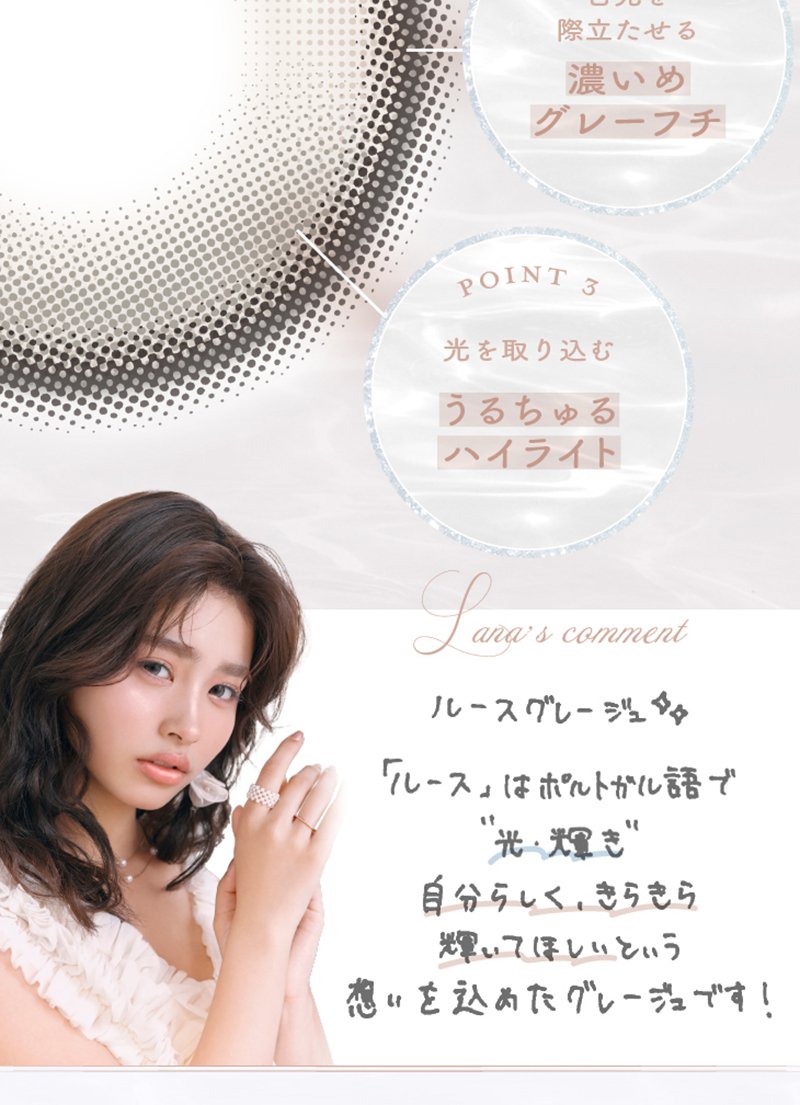 際立たせる
濃いめ
グレーフチ
POINT 3
光を取り込む
うるちゅる
ハイライト
Lana's comment
ルースグレージュ
「ルース」はポルトガル語で
"光・輝き"
自分らしく、きらきら
輝いてほしいという
想いを込めたグレージュです!